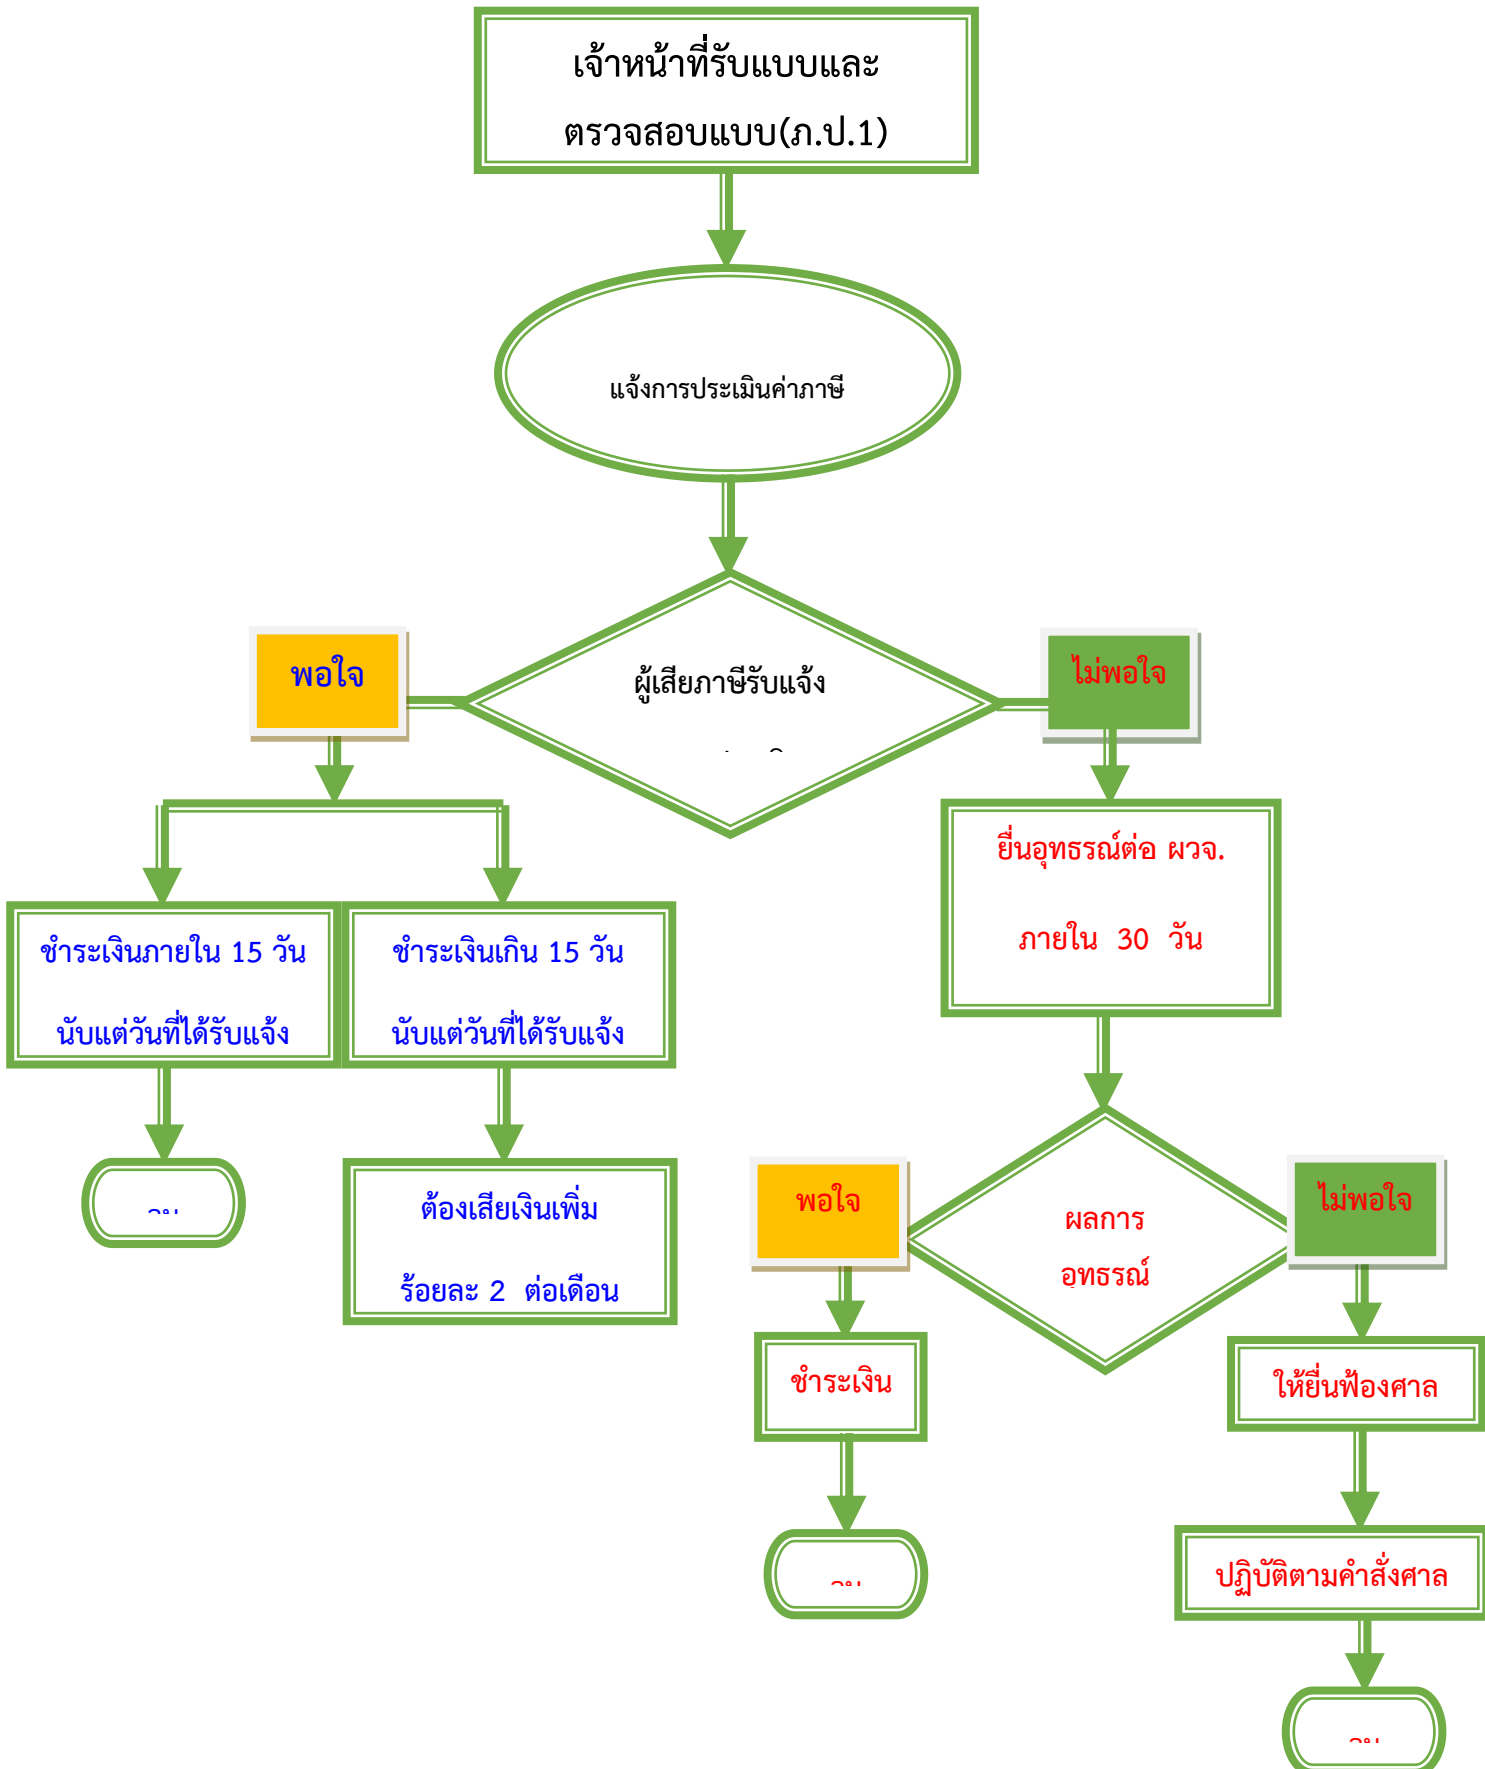 เจ้าหน้าที่รับแบบและ
ตรวจสอบแบบ(ภ.ป.1)
แจ้งการประเมินค่าภาษี
ผู้เสียภาษีรับแจ้ง
พอใจ
ไม่พอใจ
ชำระเงินภายใน 15 วัน
นับแต่วันที่ได้รับแจ้ง
ชำระเงินเกิน 15 วัน
นับแต่วันที่ได้รับแจ้ง
ต้องเสียเงินเพิ่ม
ร้อยละ 2 ต่อเดือน
ยื่นอุทธรณ์ต่อ ผวจ.
ภายใน 30 วัน
ผลการ
อุทธรณ์
พอใจ
ไม่พอใจ
ชำระเงิน
ให้ยื่นฟ้องศาล
ปฏิบัติตามคำสั่งศาล